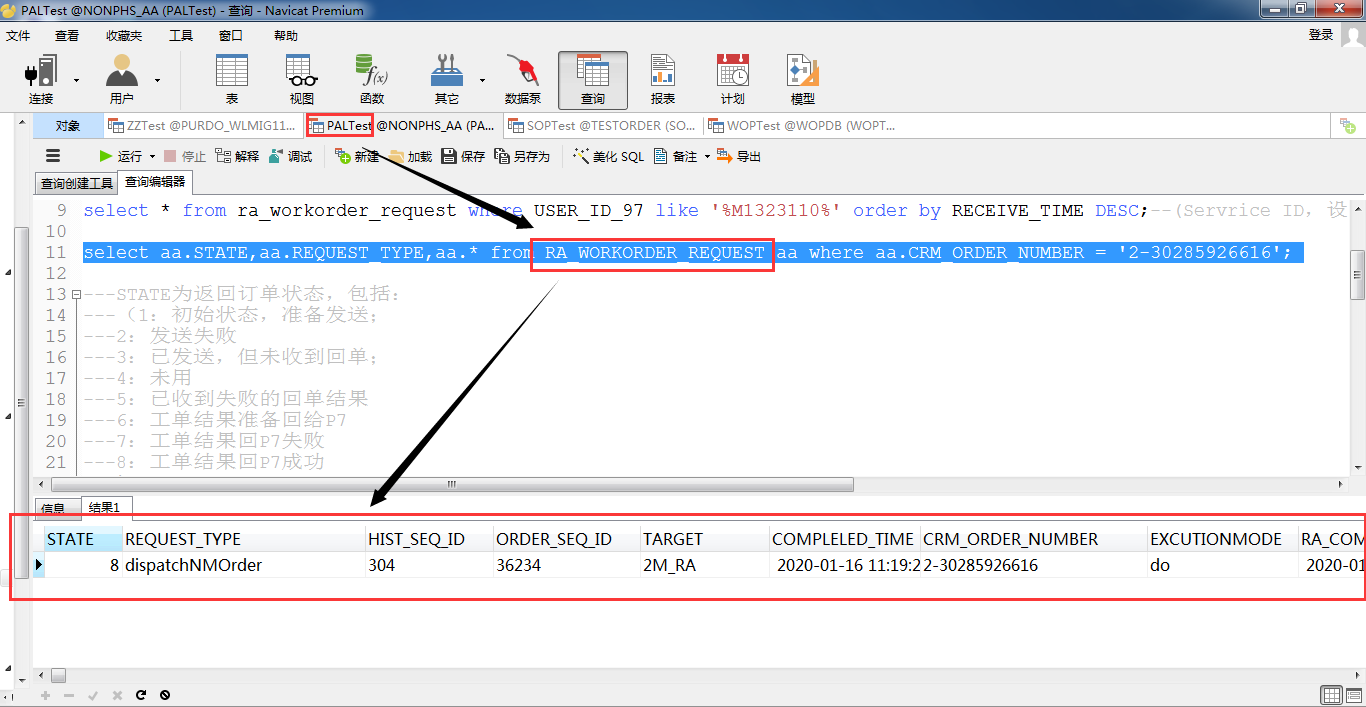 PALTest @NONPHS_AA (PALTest) - 查询 - Navicat Premium
文件 查看 收藏夹 工具 窗口 帮助 登录
连接 用户 表 视图 函数 其它 数据泵 查询 报表 计划 模型
对象 ZZTest @PURDO_WLMIG11... PALTest @NONPHS_AA (PA... SOPTest @TESTORDER (SO... WOPTest @WOPDB (WOPT...
运行 停止 解释 调试 新建 加载 保存 另存为 美化 SQL 备注 导出
查询创建工具 查询编辑器
9 select * from ra_workorder_request where USER_ID_97 like '%M1323110%' order by RECEIVE_TIME DESC;--(Servrice ID，设
10
11 select aa.STATE,aa.REQUEST_TYPE,aa.* from RA_WORKORDER_REQUEST aa where aa.CRM_ORDER_NUMBER = '2-30285926616';
12
13 ---STATE为返回订单状态，包括：
14 ---（1：初始状态，准备发送；
15 ---2：发送失败
16 ---3：已发送，但未收到回单；
17 ---4：未用
18 ---5：已收到失败的回单结果
19 ---6：工单结果准备回给P7
20 ---7：工单结果回P7失败
21 ---8：工单结果回P7成功
信息 结果1
STATE REQUEST_TYPE HIST_SEQ_ID ORDER_SEQ_ID TARGET COMPLELED_TIME CRM_ORDER_NUMBER EXCUTIONMODE RA_COM
8 dispatchNMOrder 304 36234 2M_RA 2020-01-16 11:19:2 2-30285926616 do 2020-01